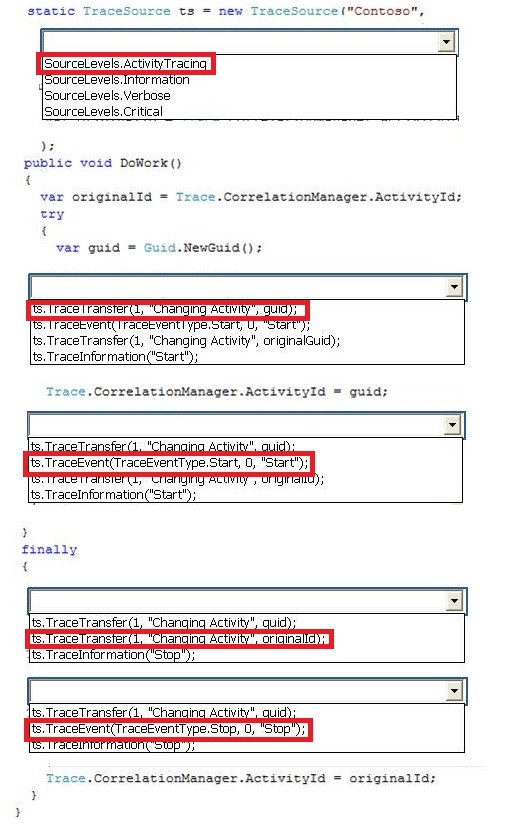 static TraceSource ts = new TraceSource("Contoso",
SourceLevels.ActivityTracing
SourceLevels.Information
SourceLevels.Verbose
SourceLevels.Critical
);
public void DoWork()
{
var originalId = Trace.CorrelationManager.ActivityId;
try
{
var guid = Guid.NewGuid();
ts.TraceTransfer(1, "Changing Activity", guid);
ts.TraceEvent(TraceEventType.Start, 0, "Start");
ts.TraceTransfer(1, "Changing Activity", originalGuid);
ts.TraceInformation("Start");
Trace.CorrelationManager.ActivityId = guid;
ts.TraceTransfer(1, "Changing Activity", guid);
ts.TraceEvent(TraceEventType.Start, 0, "Start");
ts.TraceTransfer(1, "Changing Activity", originalId);
ts.TraceInformation("Start");
}
finally
{
ts.TraceTransfer(1, "Changing Activity", guid);
ts.TraceTransfer(1, "Changing Activity", originalId);
ts.TraceInformation("Stop");
ts.TraceTransfer(1, "Changing Activity", guid);
ts.TraceEvent(TraceEventType.Stop, 0, "Stop");
ts.TraceInformation("Stop");
Trace.CorrelationManager.ActivityId = originalId;
}
}